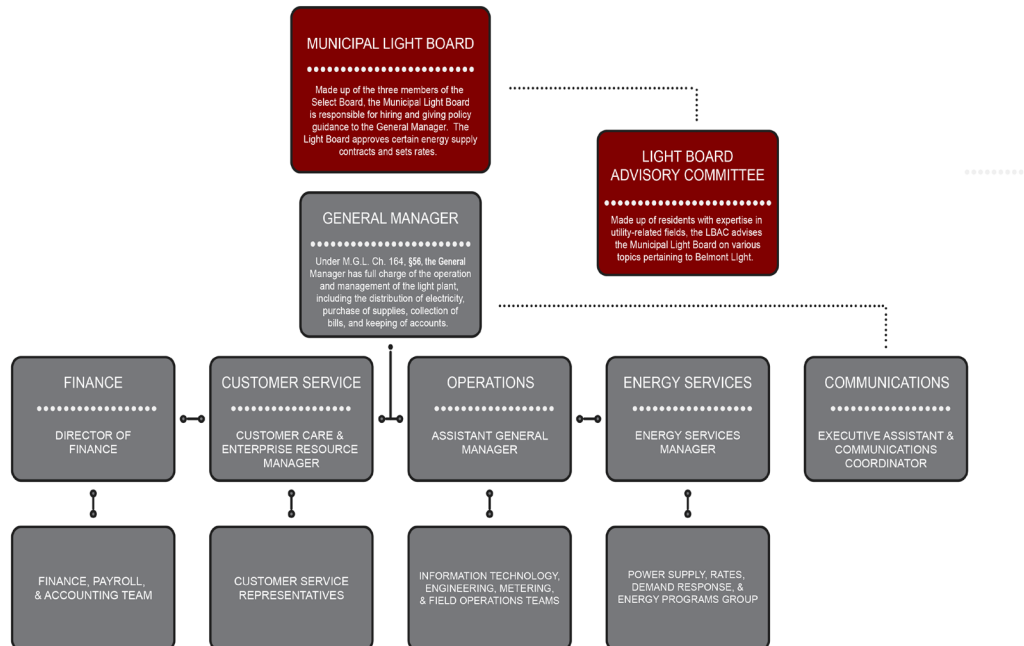 MUNICIPAL LIGHT BOARD
Made up of the three members of the
Select Board, the Municipal Light Board
is responsible for hiring and giving policy
guidance to the General Manager. The
Light Board approves certain energy supply
contracts and sets rates.
LIGHT BOARD
ADVISORY COMMITTEE
Made up of residents with expertise in
utility-related fields, the LBAC advises
the Municipal Light Board on various
topics pertaining to Belmont Light.
GENERAL MANAGER
Under M.G.L. Ch. 164, §56, the General
Manager has full charge of the operation
and management of the light plant,
including the distribution of electricity,
purchase of supplies, collection of
bills, and keeping of accounts.
FINANCE
DIRECTOR OF
FINANCE
CUSTOMER SERVICE
CUSTOMER CARE &
ENTERPRISE RESOURCE
MANAGER
OPERATIONS
ASSISTANT GENERAL
MANAGER
ENERGY SERVICES
ENERGY SERVICES
MANAGER
COMMUNICATIONS
EXECUTIVE ASSISTANT &
COMMUNICATIONS
COORDINATOR
FINANCE, PAYROLL,
& ACCOUNTING TEAM
CUSTOMER SERVICE
REPRESENTATIVES
INFORMATION TECHNOLOGY,
ENGINEERING, METERING,
& FIELD OPERATIONS TEAMS
POWER SUPPLY, RATES,
DEMAND RESPONSE, &
ENERGY PROGRAMS GROUP